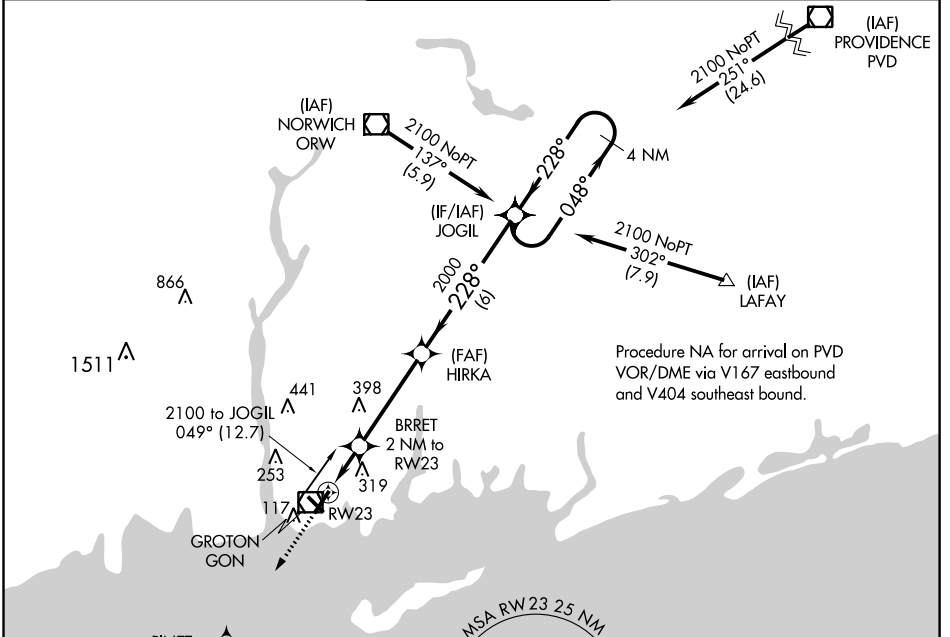 (IAF)
PROVIDENCE
PVD
2100 NoPT
251°
(24.6)
(IAF)
NORWICH
ORW
2100 NoPT
137°
(5.9)
228°
048°
4 NM
(IF/IAF)
JOGIL
2100 NoPT
302°
(7.9)
(IAF)
LAFAY
2000
228°
(6)
866
1511
(FAF)
HIRKA
Procedure NA for arrival on PVD
VOR/DME via V167 eastbound
and V404 southeast bound.
441
398
2100 to JOGIL
049° (12.7)
BRRET
2 NM to
RW23
253
319
117
RW23
GROTON
GON
MSA RW23 25 NM